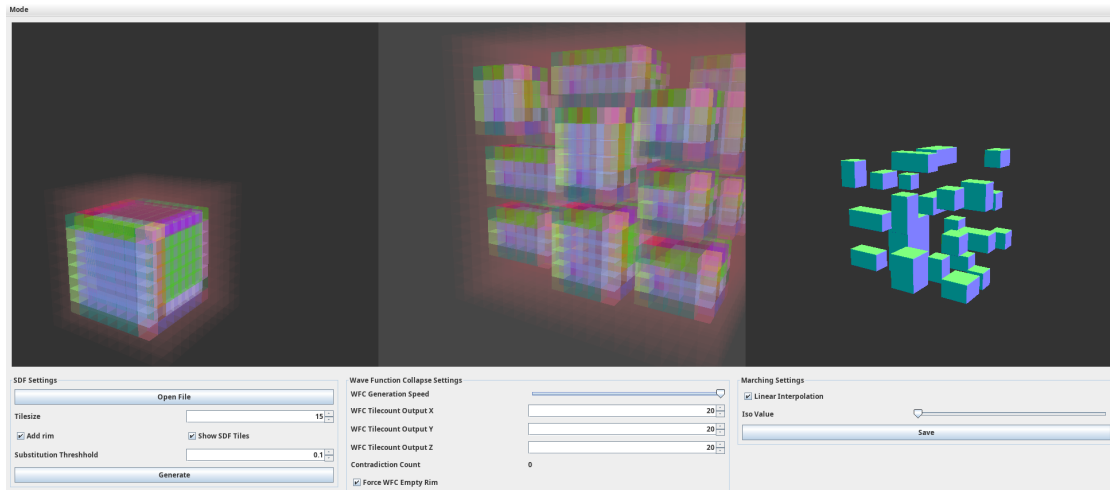 Mode
SDF Settings
Open File
Tilesize 15
Add rim Show SDF Tiles
Substitution Threshhold 0.1
Generate
Wave Function Collapse Settings
WFC Generation Speed
WFC Tilecount Output X 20
WFC Tilecount Output Y 20
WFC Tilecount Output Z 20
Contradiction Count 0
Force WFC Empty Rim
Marching Settings
Linear Interpolation
Iso Value
Save